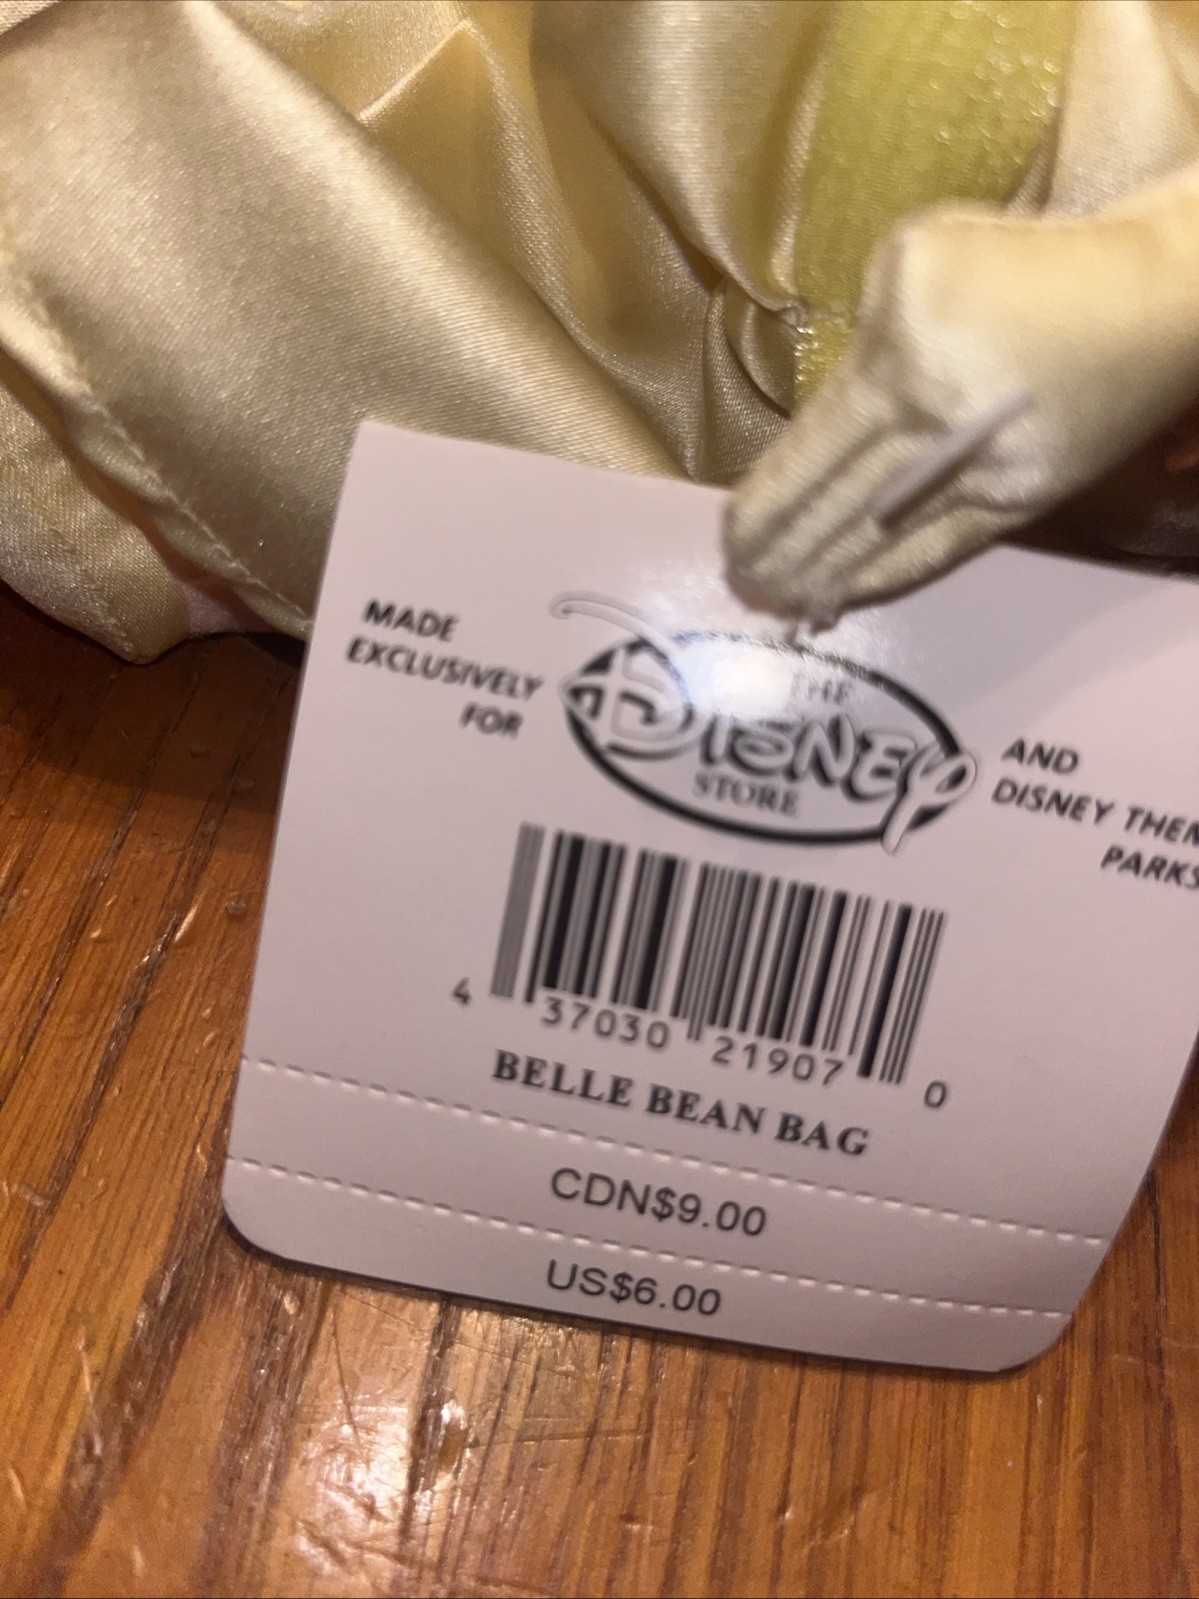 MADE
EXCLUSIVELY
FOR
THE
DISNEY
STORE
AND
DISNEY THEM
PARKS
4 37030 21907 0
BELLE BEAN BAG
CDN$9.00
US$6.00